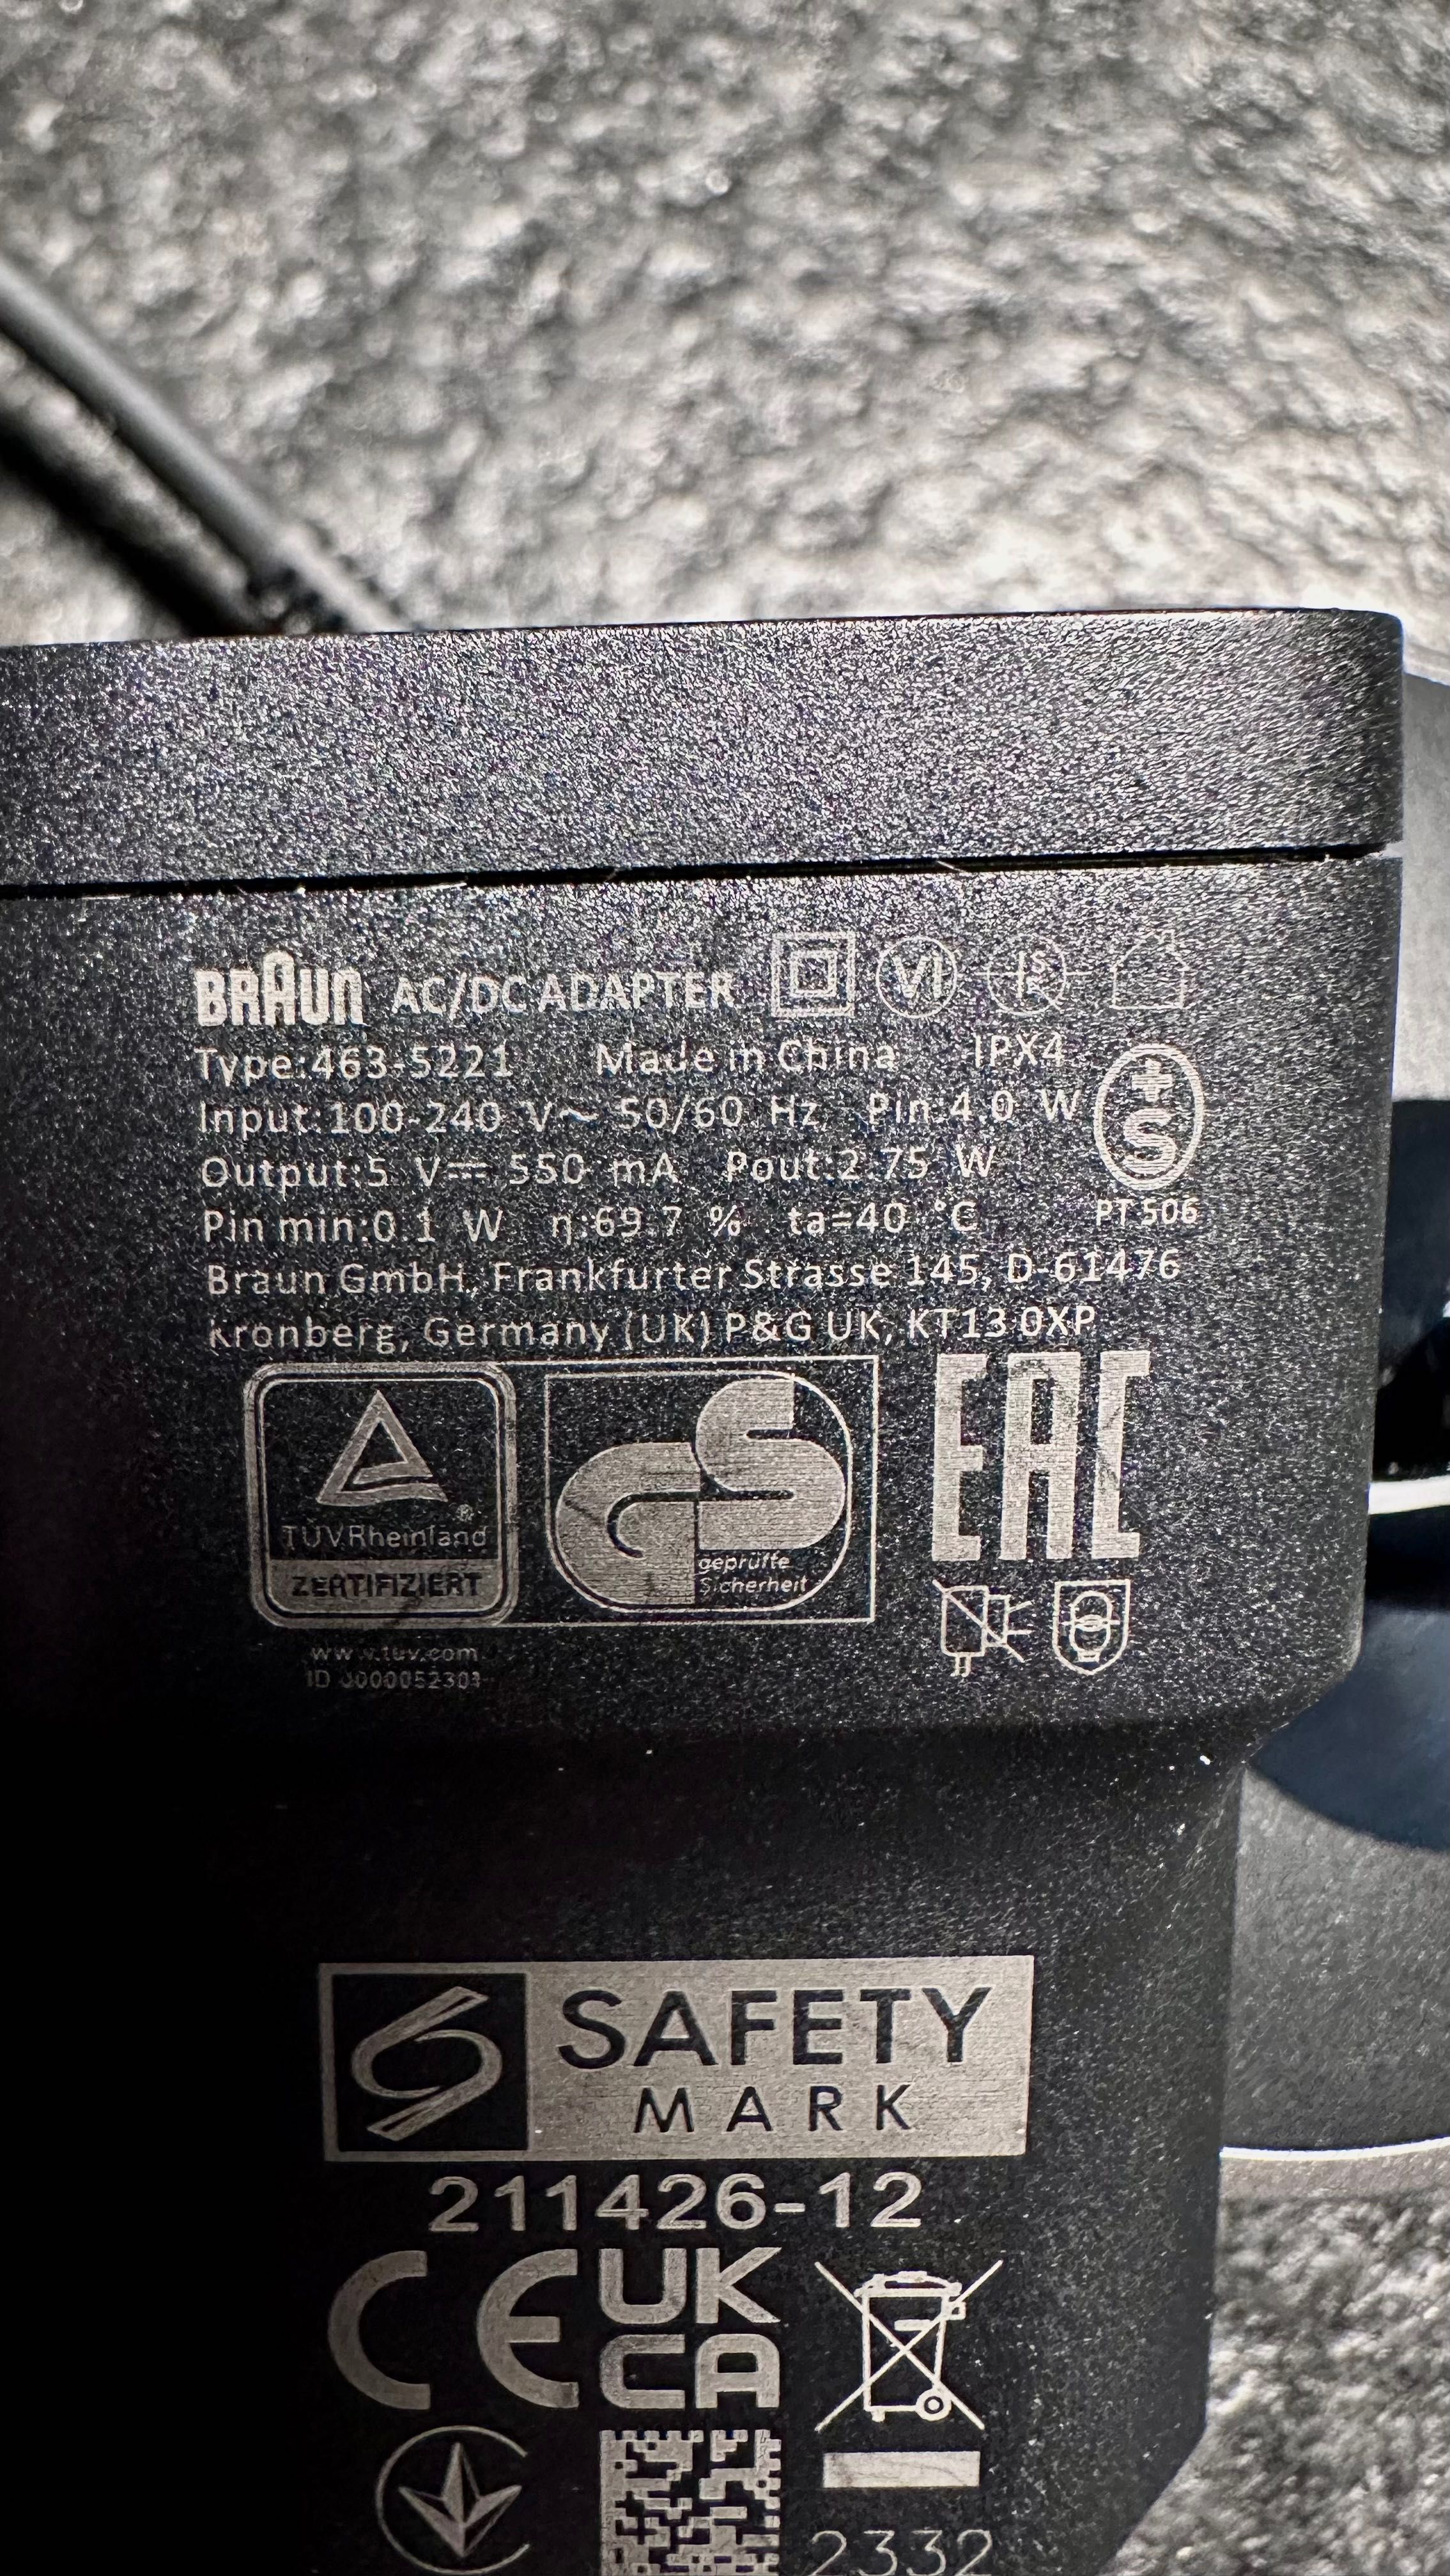 BRAUN AC/DC ADAPTER VI IS
Type:463-5221 Made in China IPX4
Input:100-240 V~ 50/60 Hz Pin:4.0 W
Output:5 V⎓ 550 mA Pout:2.75 W
+S
Pin min:0.1 W η:69.7 % ta=40 °C PT 506
Braun GmbH, Frankfurter Strasse 145, D-61476
Kronberg, Germany (UK) P&G UK, KT13 0XP
TÜVRheinland ®
ZERTIFIZIERT
GS
geprüfte
Sicherheit
EAC
www.tuv.com
ID
SAFETY
MARK
211426-12
CE UK
CA
2332